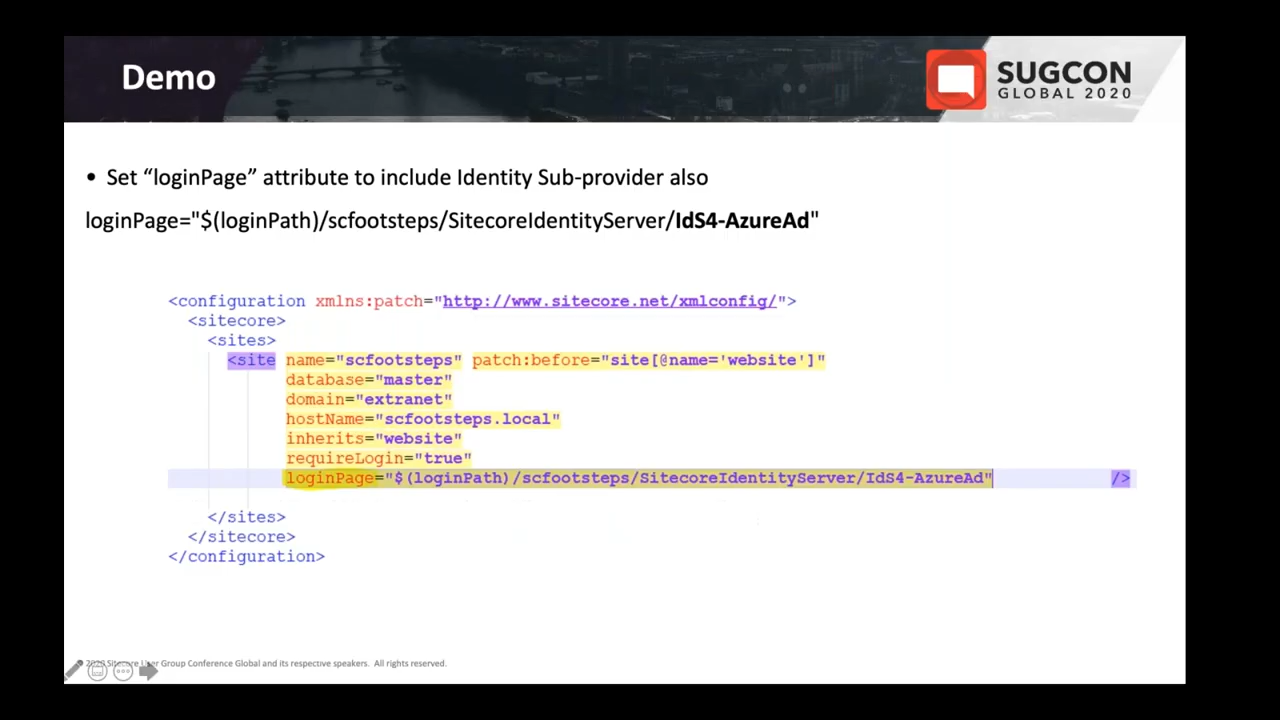 Demo
SUGCON
GLOBAL 2020
• Set “loginPage” attribute to include Identity Sub-provider also
loginPage="$(loginPath)/scfootsteps/SitecoreIdentityServer/IdS4-AzureAd"
<configuration xmlns:patch="http://www.sitecore.net/xmlconfig/">
<sitecore>
<sites>
<site name="scfootsteps" patch:before="site[@name='website']"
database="master"
domain="extranet"
hostName="scfootsteps.local"
inherits="website"
requireLogin="true"
loginPage="$(loginPath)/scfootsteps/SitecoreIdentityServer/IdS4-AzureAd" />
</sites>
</sitecore>
</configuration>
© 2020 Sitecore User Group Conference Global and its respective speakers. All rights reserved.